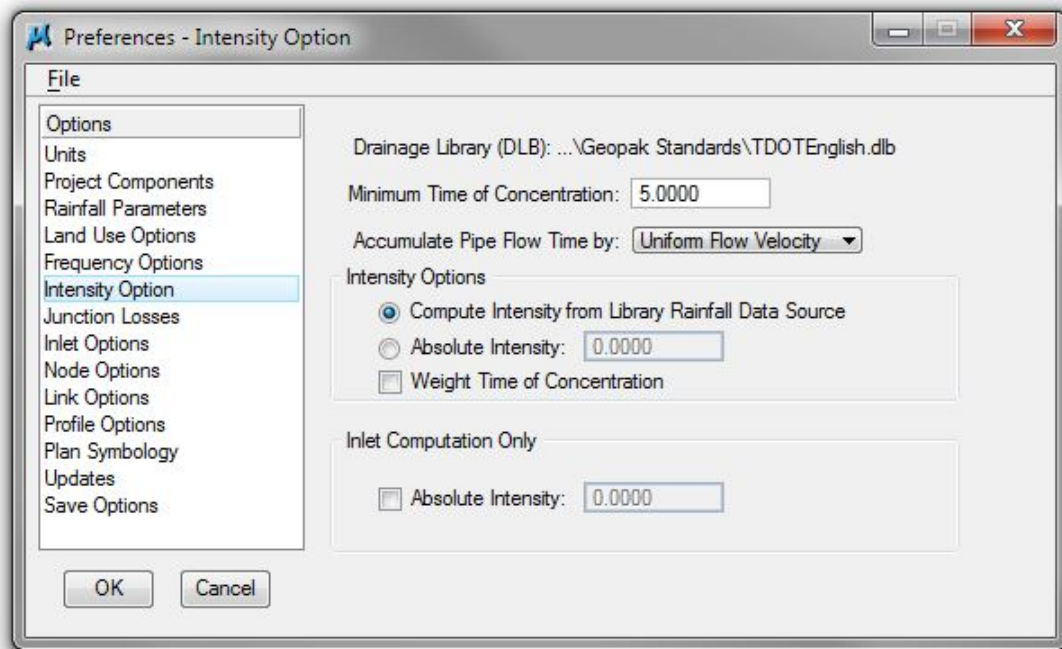 Preferences - Intensity Option
File
Options
Units
Project Components
Rainfall Parameters
Land Use Options
Frequency Options
Intensity Option
Junction Losses
Inlet Options
Node Options
Link Options
Profile Options
Plan Symbology
Updates
Save Options
Drainage Library (DLB): ...\Geopak Standards\TDOTEnglish.dlb
Minimum Time of Concentration: 5.0000
Accumulate Pipe Flow Time by: Uniform Flow Velocity
Intensity Options
Compute Intensity from Library Rainfall Data Source
Absolute Intensity: 0.0000
Weight Time of Concentration
Inlet Computation Only
Absolute Intensity: 0.0000
OK Cancel